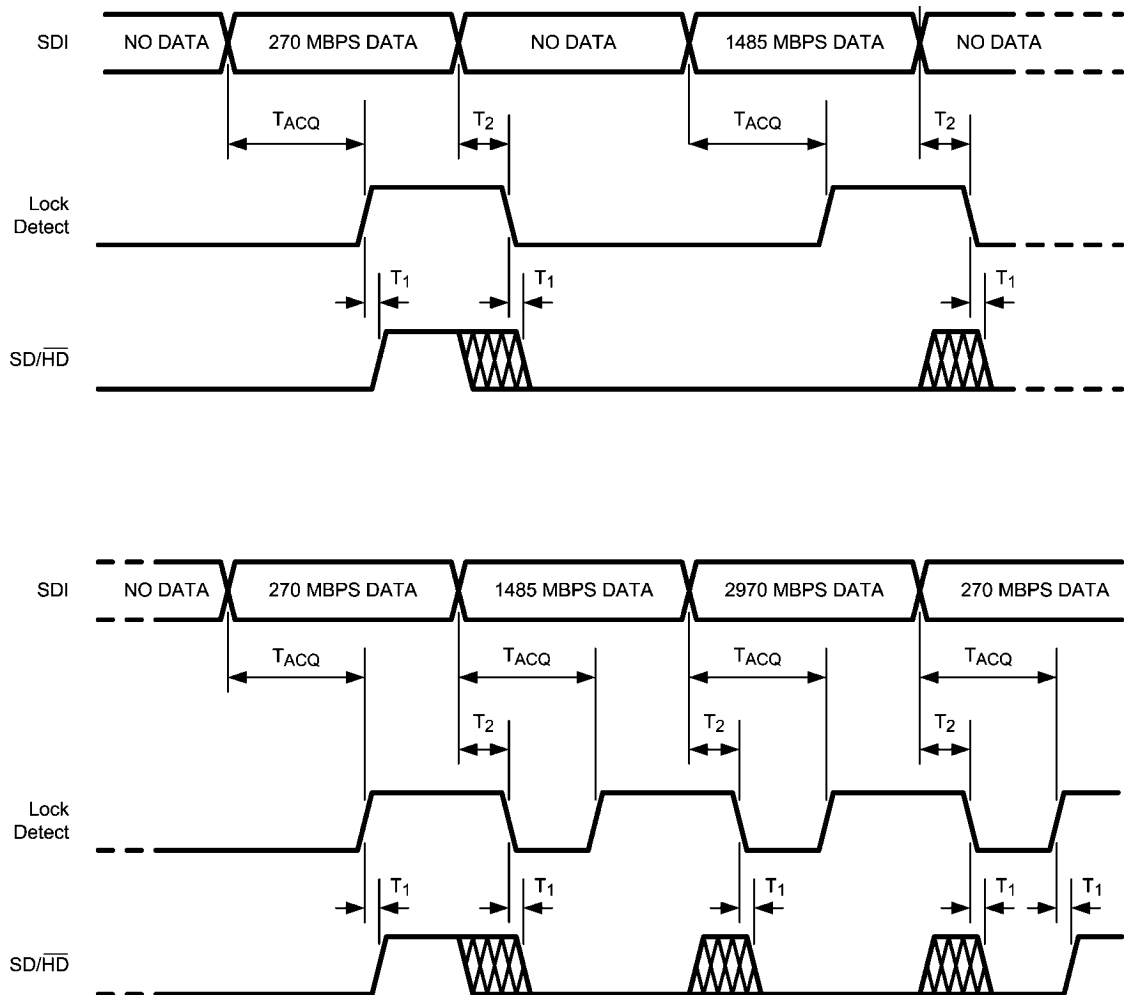 SDI
NO DATA
270 MBPS DATA
NO DATA
1485 MBPS DATA
NO DATA
TACQ
T2
TACQ
T2
Lock
Detect
T1
T1
T1
SD/HD
SDI
NO DATA
270 MBPS DATA
1485 MBPS DATA
2970 MBPS DATA
270 MBPS DATA
TACQ
TACQ
TACQ
TACQ
T2
T2
T2
Lock
Detect
T1
T1
T1
T1
T1
SD/HD